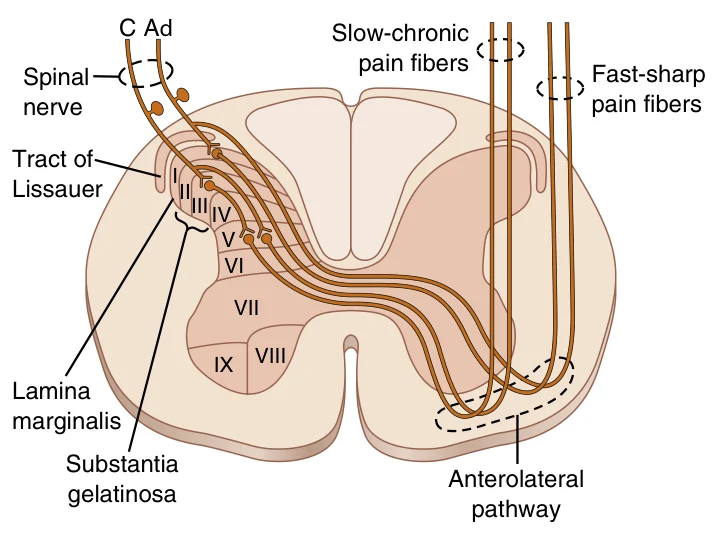 C Ad
Spinal
nerve
Slow-chronic
pain fibers
Fast-sharp
pain fibers
Tract of
Lissauer
I
II
III
IV
V
VI
VII
VIII
IX
Lamina
marginalis
Substantia
gelatinosa
Anterolateral
pathway